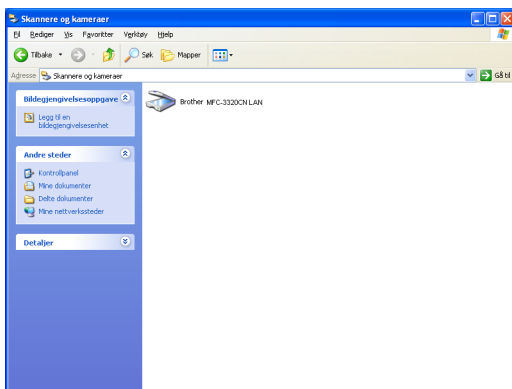 Skannere og kameraer
Fil Rediger Vis Favoritter Verktøy Hjelp
Tilbake Søk Mapper
Adresse Skannere og kameraer Gå til
Bildegjengivelsesoppgave
Legg til en
bildegjengivelsesenhet
Andre steder
Kontrollpanel
Mine dokumenter
Delte dokumenter
Mine nettverkssteder
Detaljer
Brother MFC-3320CN LAN